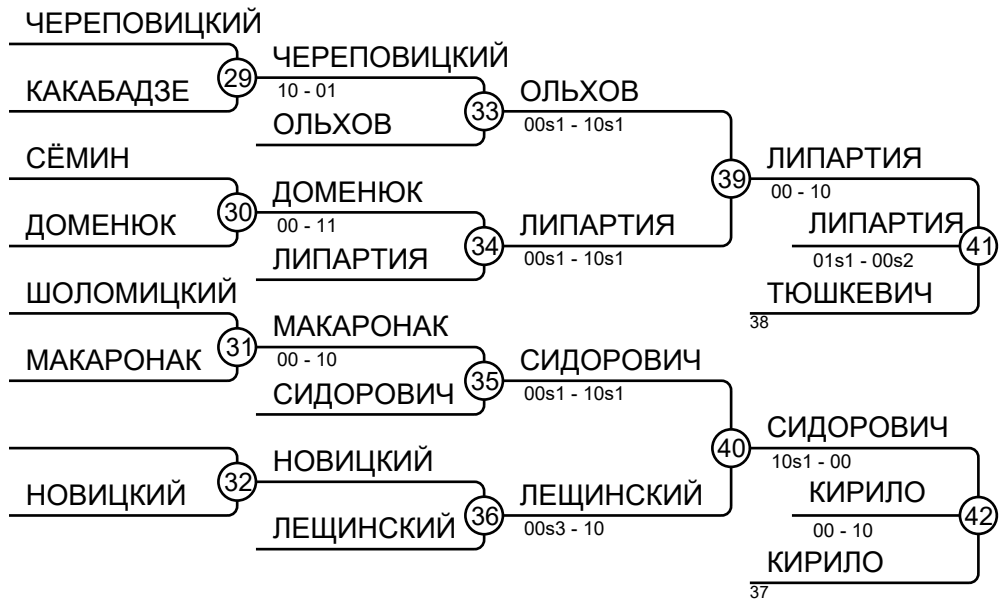 ЧЕРЕПОВИЦКИЙ
29
КАКАБАДЗЕ
ЧЕРЕПОВИЦКИЙ
10 - 01
33
ОЛЬХОВ
ОЛЬХОВ
00s1 - 10s1
СЁМИН
30
ДОМЕНЮК
ДОМЕНЮК
00 - 11
34
ЛИПАРТИЯ
ЛИПАРТИЯ
00s1 - 10s1
39
ЛИПАРТИЯ
00 - 10
ЛИПАРТИЯ
41
01s1 - 00s2
ТЮШКЕВИЧ
38
ШОЛОМИЦКИЙ
31
МАКАРОНАК
МАКАРОНАК
00 - 10
35
СИДОРОВИЧ
СИДОРОВИЧ
00s1 - 10s1
32
НОВИЦКИЙ
НОВИЦКИЙ
36
ЛЕЩИНСКИЙ
ЛЕЩИНСКИЙ
00s3 - 10
40
СИДОРОВИЧ
10s1 - 00
КИРИЛО
42
00 - 10
КИРИЛО
37